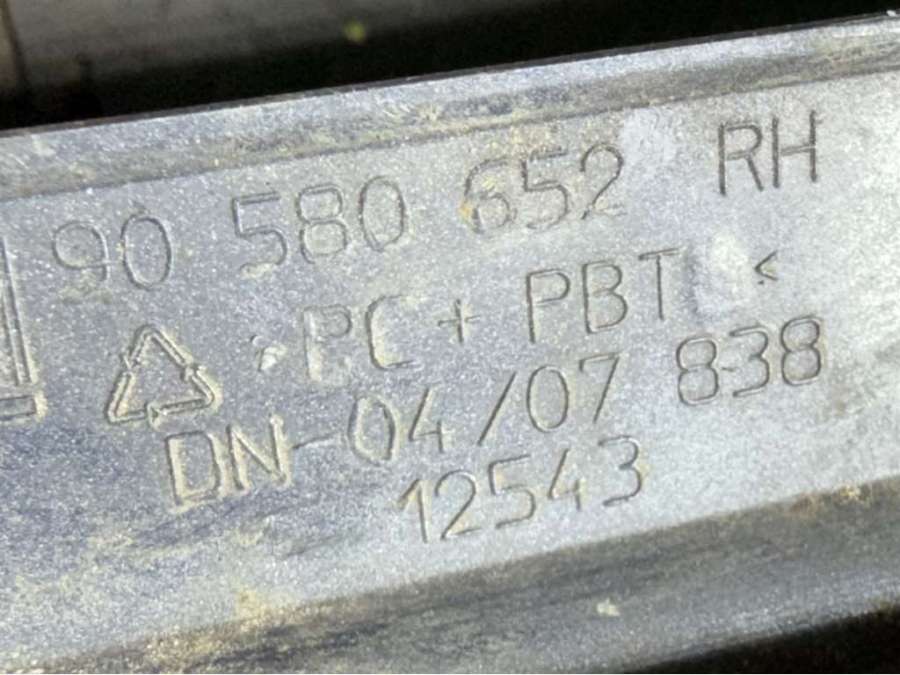 90 580 652 RH
>PC + PBT <
DN-04/07 838
12543